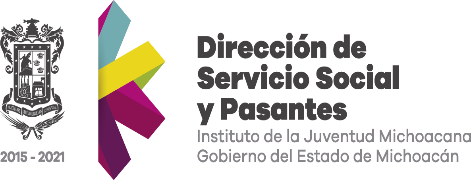 2015 - 2021
Dirección de
Servicio Social
y Pasantes
Instituto de la Juventud Michoacana
Gobierno del Estado de Michoacán